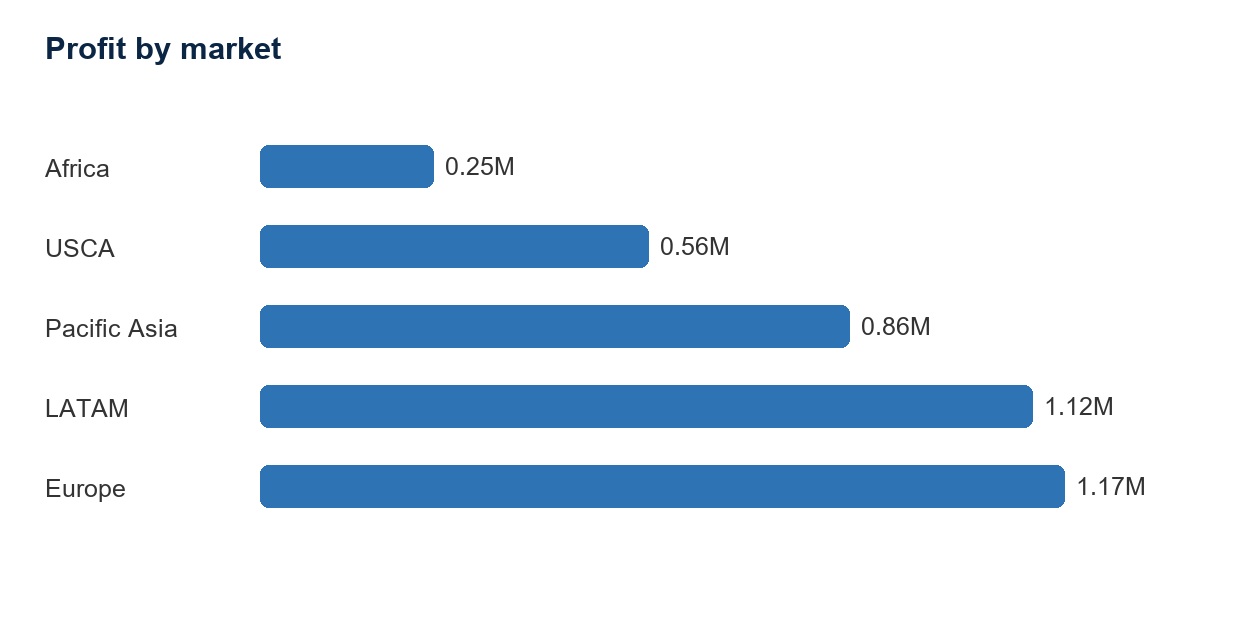 Profit by market
Africa 0.25M
USCA 0.56M
Pacific Asia 0.86M
LATAM 1.12M
Europe 1.17M